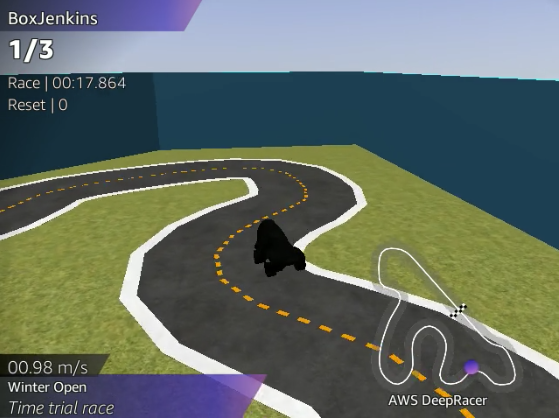 BoxJenkins
1/3
Race | 00:17.864
Reset | 0
00.98 m/s
Winter Open
Time trial race
AWS DeepRacer